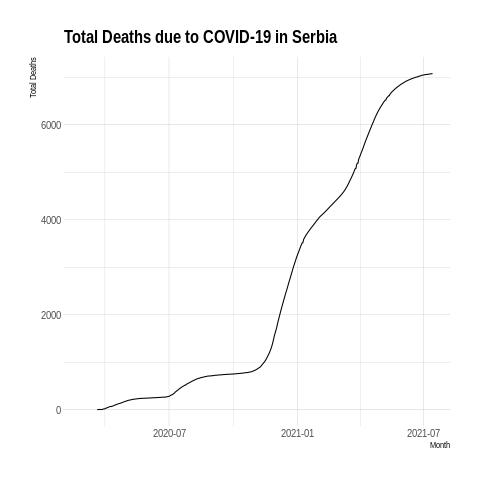 Total Deaths due to COVID-19 in Serbia
Total Deaths
6000
4000
2000
0
2020-07 2021-01 2021-07
Month